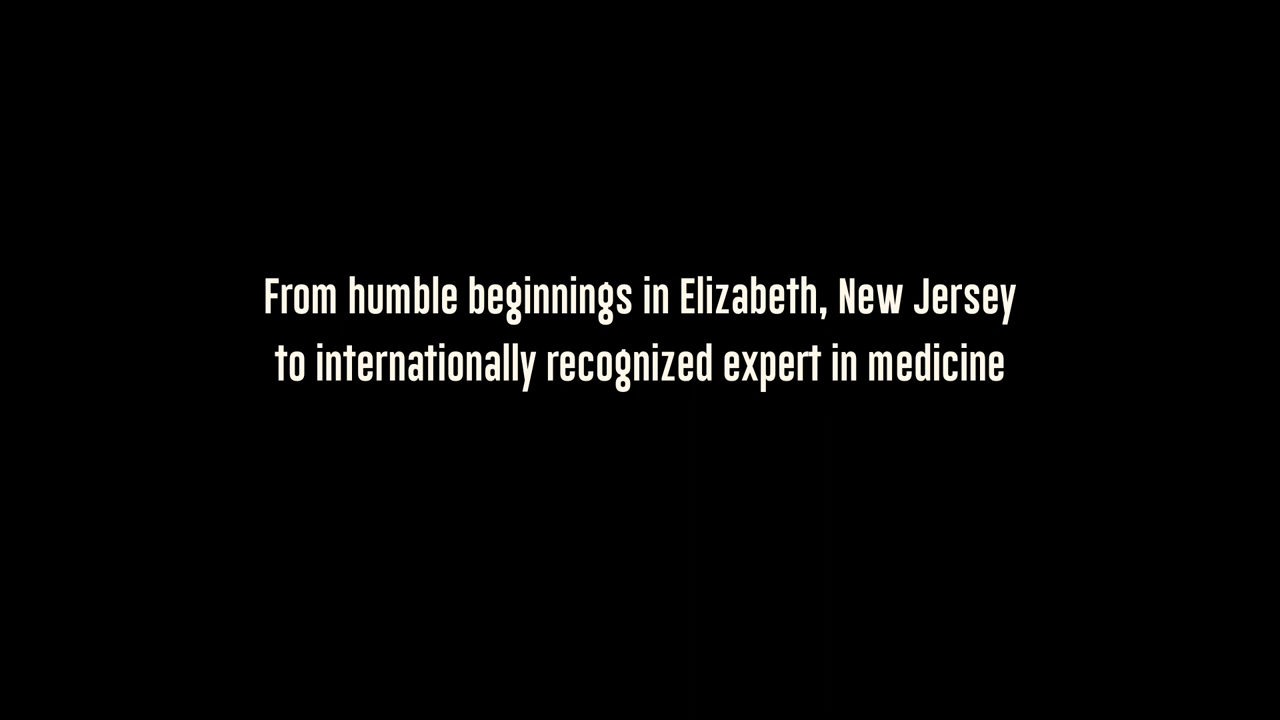 From humble beginnings in Elizabeth, New Jersey
to internationally recognized expert in medicine